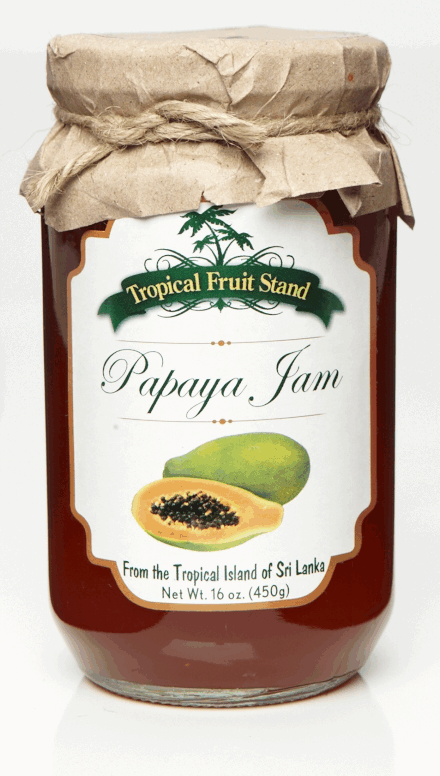 Tropical Fruit Stand
Papaya Jam
From the Tropical Island of Sri Lanka
Net Wt. 16 oz. (450g)